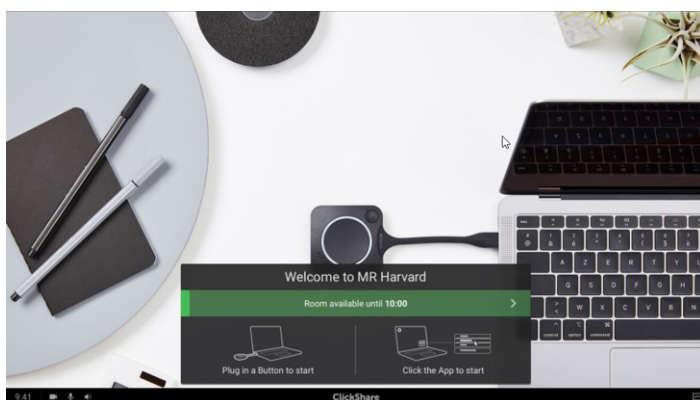 Welcome to MR Harvard
Room available until 10:00
Plug in a Button to start
Click the App to start
9:41
ClickShare